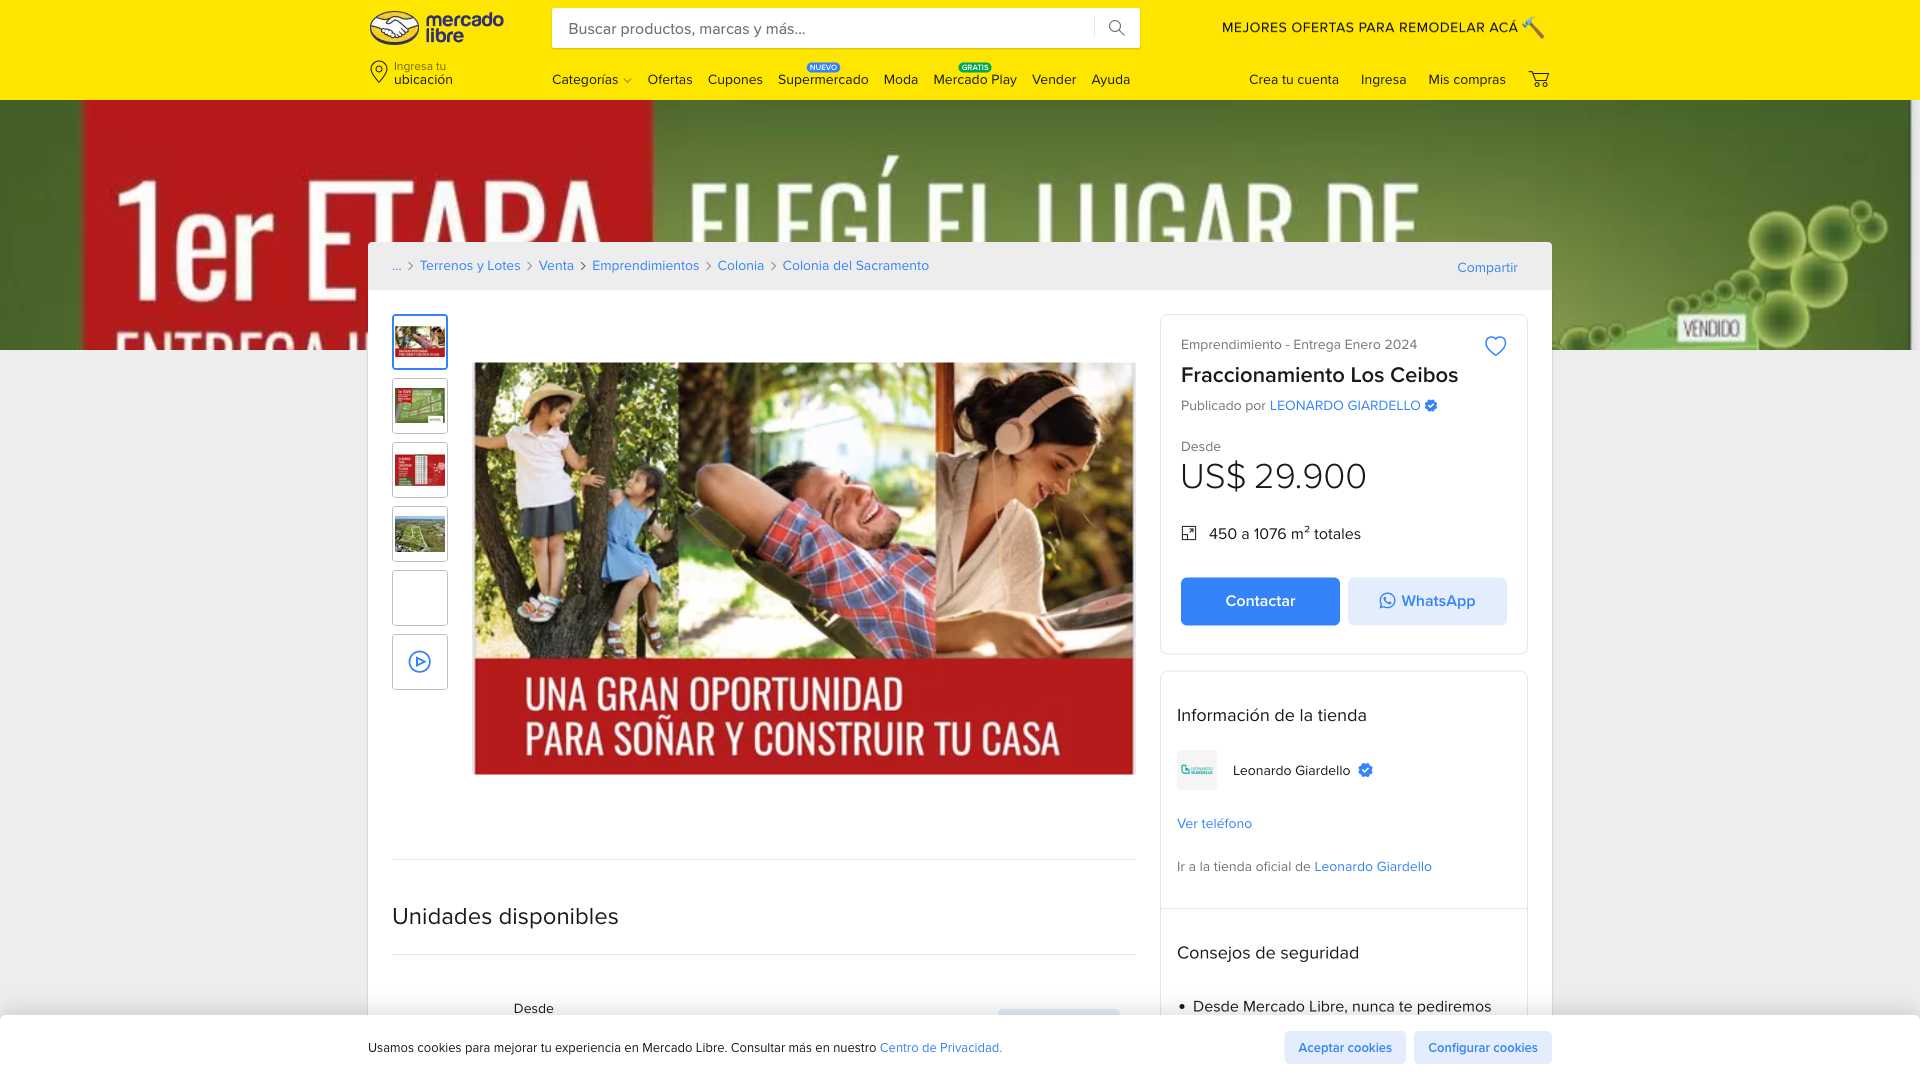 mercado
libre
Buscar productos, marcas y más...
MEJORES OFERTAS PARA REMODELAR ACÁ
Ingresa tu
ubicación
Categorías
Ofertas
Cupones
NUEVO
Supermercado
Moda
GRATIS
Mercado Play
Vender
Ayuda
Crea tu cuenta
Ingresa
Mis compras
1er ETAPA
ELEGÍ EL LUGAR DE
VENDIDO
... Terrenos y Lotes Venta Emprendimientos Colonia Colonia del Sacramento
Compartir
UNA GRAN OPORTUNIDAD
PARA SOÑAR Y CONSTRUIR TU CASA
Emprendimiento - Entrega Enero 2024
Fraccionamiento Los Ceibos
Publicado por LEONARDO GIARDELLO
Desde
US$ 29.900
450 a 1076 m² totales
Contactar
WhatsApp
Información de la tienda
LEONARDO
GIARDELLO
Leonardo Giardello
Ver teléfono
Ir a la tienda oficial de Leonardo Giardello
Unidades disponibles
Desde
Consejos de seguridad
• Desde Mercado Libre, nunca te pediremos
Usamos cookies para mejorar tu experiencia en Mercado Libre. Consultar más en nuestro Centro de Privacidad.
Aceptar cookies
Configurar cookies